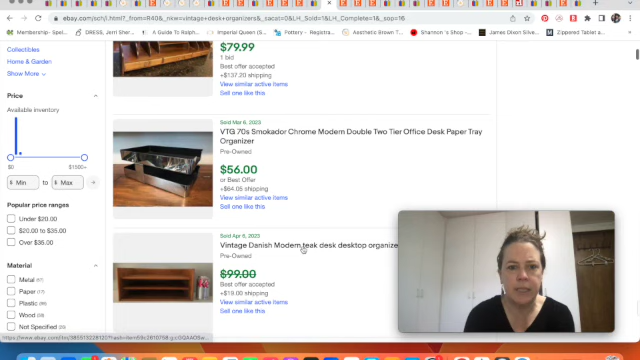 ebay.com/sch/i.html?_from=R40&_nkw=vintage+desk+organizers&_sacat=0&LH_Sold=1&LH_Complete=1&_sop=16
Membership - Spel...
DRESS, Jerri Sher...
A Guide To Ralph...
Imperial Queen (S...
Pottery - Registry...
Aesthetic Brown T...
Shannon 's Shop -...
James Dixon Silve...
Zippered Tablet a...
Collectibles
Home & Garden
Show More
Price
Available inventory
$0
$1500+
$ Min
to
$ Max
Popular price ranges
Under $20.00
$20.00 to $35.00
Over $35.00
Material
Metal
Paper
Plastic
Wood
Not Specified
$79.99
1 bid
Best offer accepted
+$137.20 shipping
View similar active items
Sell one like this
Sold Mar 6, 2023
VTG 70s Smokador Chrome Modern Double Two Tier Office Desk Paper Tray
Organizer
Pre-Owned
$56.00
or Best Offer
+$64.05 shipping
View similar active items
Sell one like this
Sold Apr 6, 2023
Vintage Danish Modern teak desk desktop organize
Pre-Owned
$99.00
Best offer accepted
+$19.00 shipping
View similar active items
Sell one like this